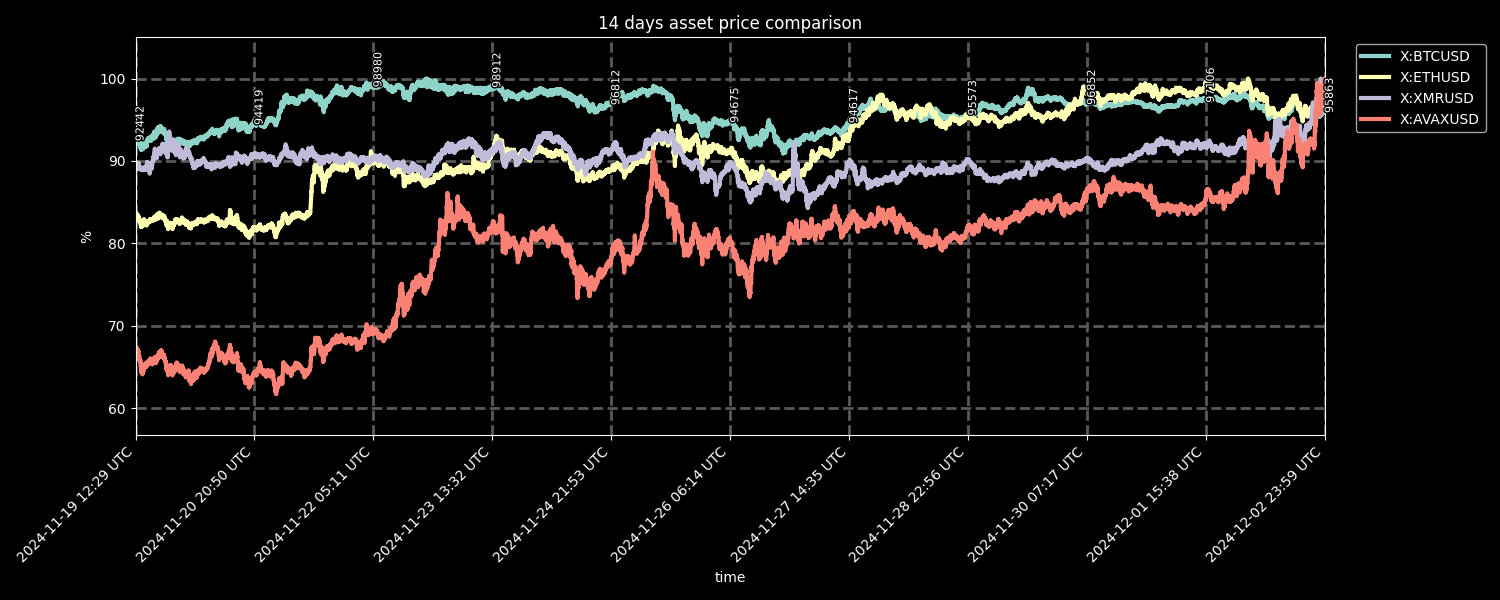 14 days asset price comparison
X:BTCUSD
X:ETHUSD
X:XMRUSD
X:AVAXUSD
100
90
80
70
60
%
92442
94419
98980
98912
96812
94675
94617
95573
96852
97106
95863
2024-11-19 12:29 UTC
2024-11-20 20:50 UTC
2024-11-22 05:11 UTC
2024-11-23 13:32 UTC
2024-11-24 21:53 UTC
2024-11-26 06:14 UTC
2024-11-27 14:35 UTC
2024-11-28 22:56 UTC
2024-11-30 07:17 UTC
2024-12-01 15:38 UTC
2024-12-02 23:59 UTC
time